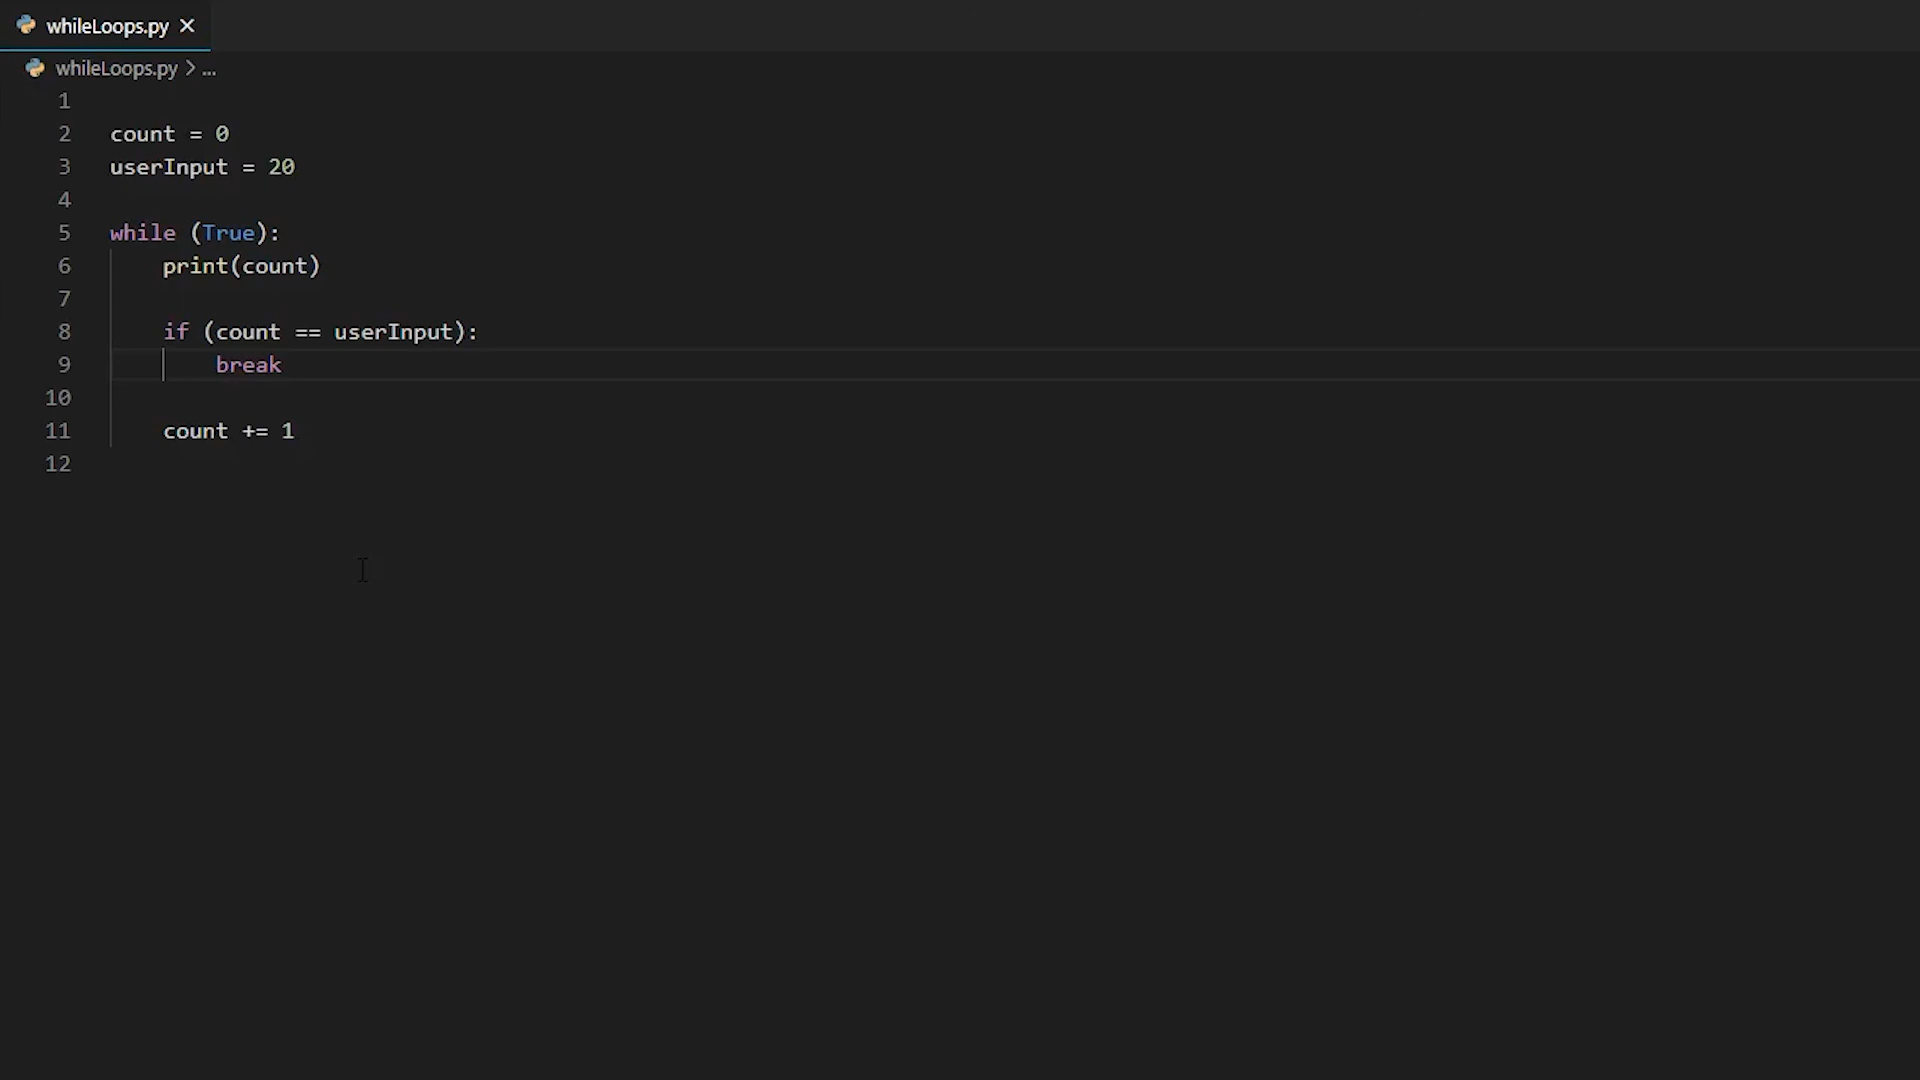 whileLoops.py
whileLoops.py > ...
1
2 count = 0
3 userInput = 20
4
5 while (True):
6     print(count)
7
8     if (count == userInput):
9         break
10
11     count += 1
12